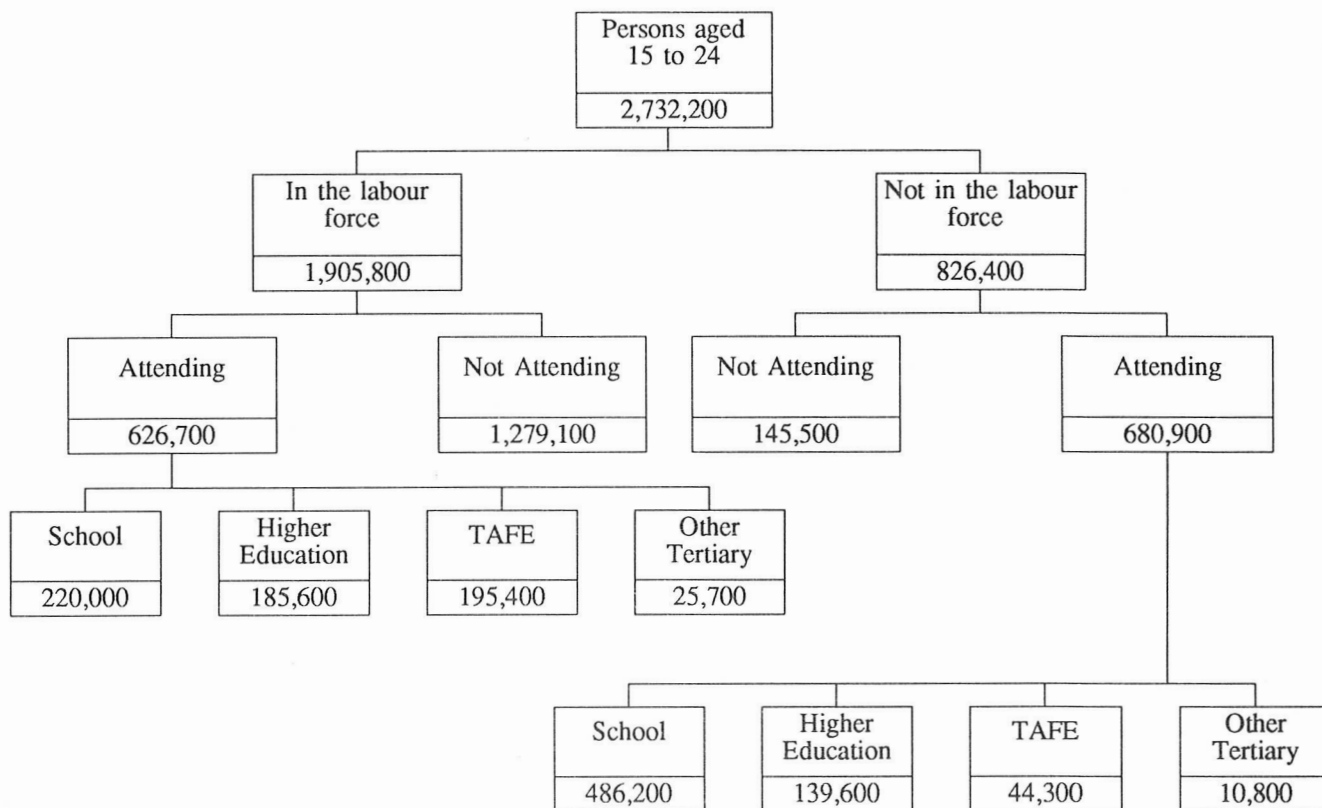 Persons aged
15 to 24
2,732,200
In the labour
force
1,905,800
Not in the labour
force
826,400
Attending
626,700
Not Attending
1,279,100
Not Attending
145,500
Attending
680,900
School
220,000
Higher
Education
185,600
TAFE
195,400
Other
Tertiary
25,700
School
486,200
Higher
Education
139,600
TAFE
44,300
Other
Tertiary
10,800